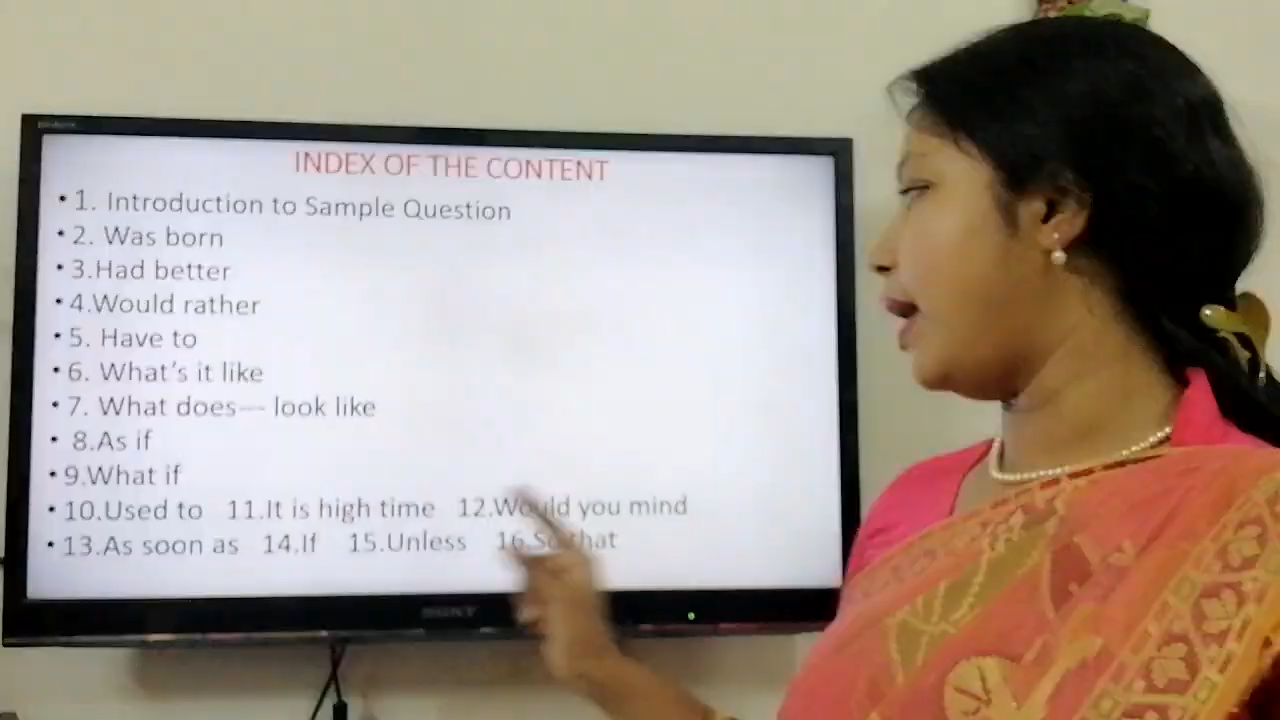 INDEX OF THE CONTENT
• 1. Introduction to Sample Question
• 2. Was born
• 3.Had better
• 4.Would rather
• 5. Have to
• 6. What's it like
• 7. What does— look like
• 8.As if
• 9.What if
• 10.Used to 11.It is high time 12.Would you mind
• 13.As soon as 14.If 15.Unless 16.So that
SONY